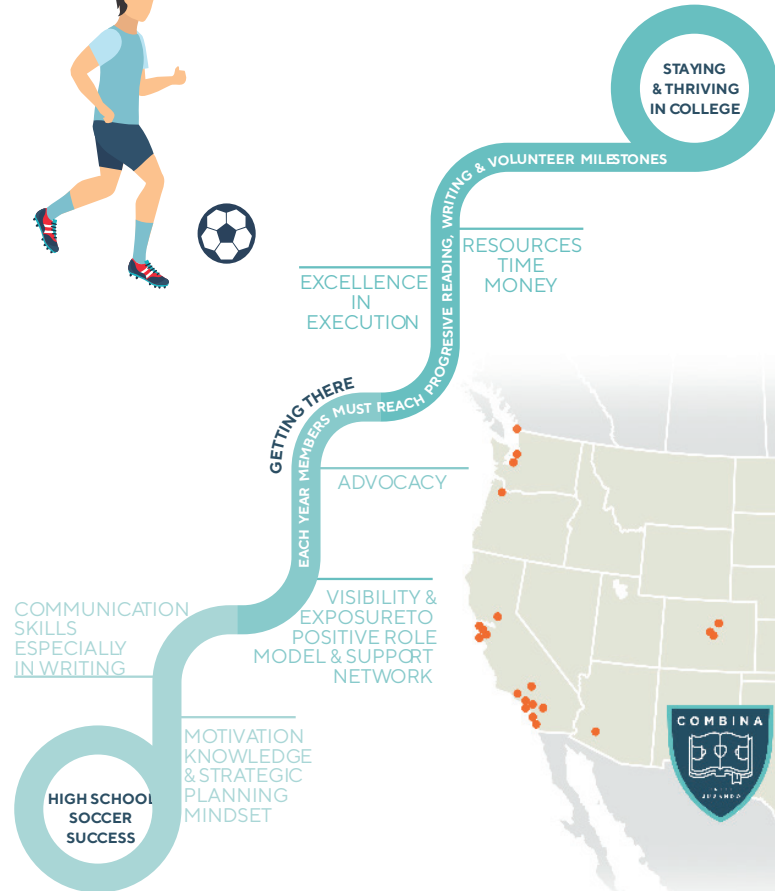 STAYING
& THRIVING
IN COLLEGE
EACH YEAR MEMBERS MUST REACH PROGRESIVE READING, WRITING & VOLUNTEER MILESTONES
RESOURCES
TIME
MONEY
EXCELLENCE
IN
EXECUTION
GETTING THERE
ADVOCACY
VISIBILITY &
EXPOSURETO
POSITIVE ROLE
MODEL & SUPPORT
NETWORK
COMMUNICATION
SKILLS
ESPECIALLY
IN WRITING
MOTIVATION
KNOWLEDGE
& STRATEGIC
PLANNING
MINDSET
HIGH SCHOOL
SOCCER
SUCCESS
COMBINA